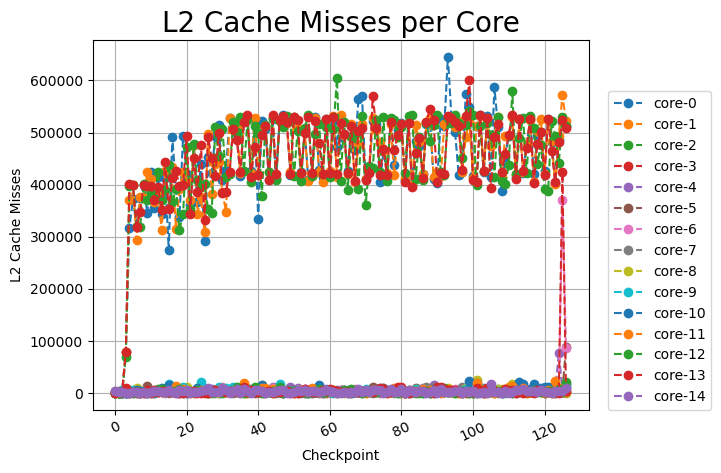 L2 Cache Misses per Core
600000
500000
400000
300000
200000
100000
0
L2 Cache Misses
0 20 40 60 80 100 120
Checkpoint
core-0
core-1
core-2
core-3
core-4
core-5
core-6
core-7
core-8
core-9
core-10
core-11
core-12
core-13
core-14